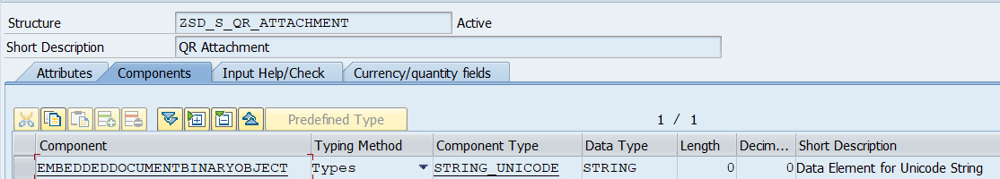 Structure ZSD_S_QR_ATTACHMENT Active
Short Description QR Attachment
Attributes Components Input Help/Check Currency/quantity fields
Predefined Type 1 / 1
Component Typing Method Component Type Data Type Length Decim... Short Description
EMBEDDEDDOCUMENTBINARYOBJECT Types STRING_UNICODE STRING 0 0 Data Element for Unicode String